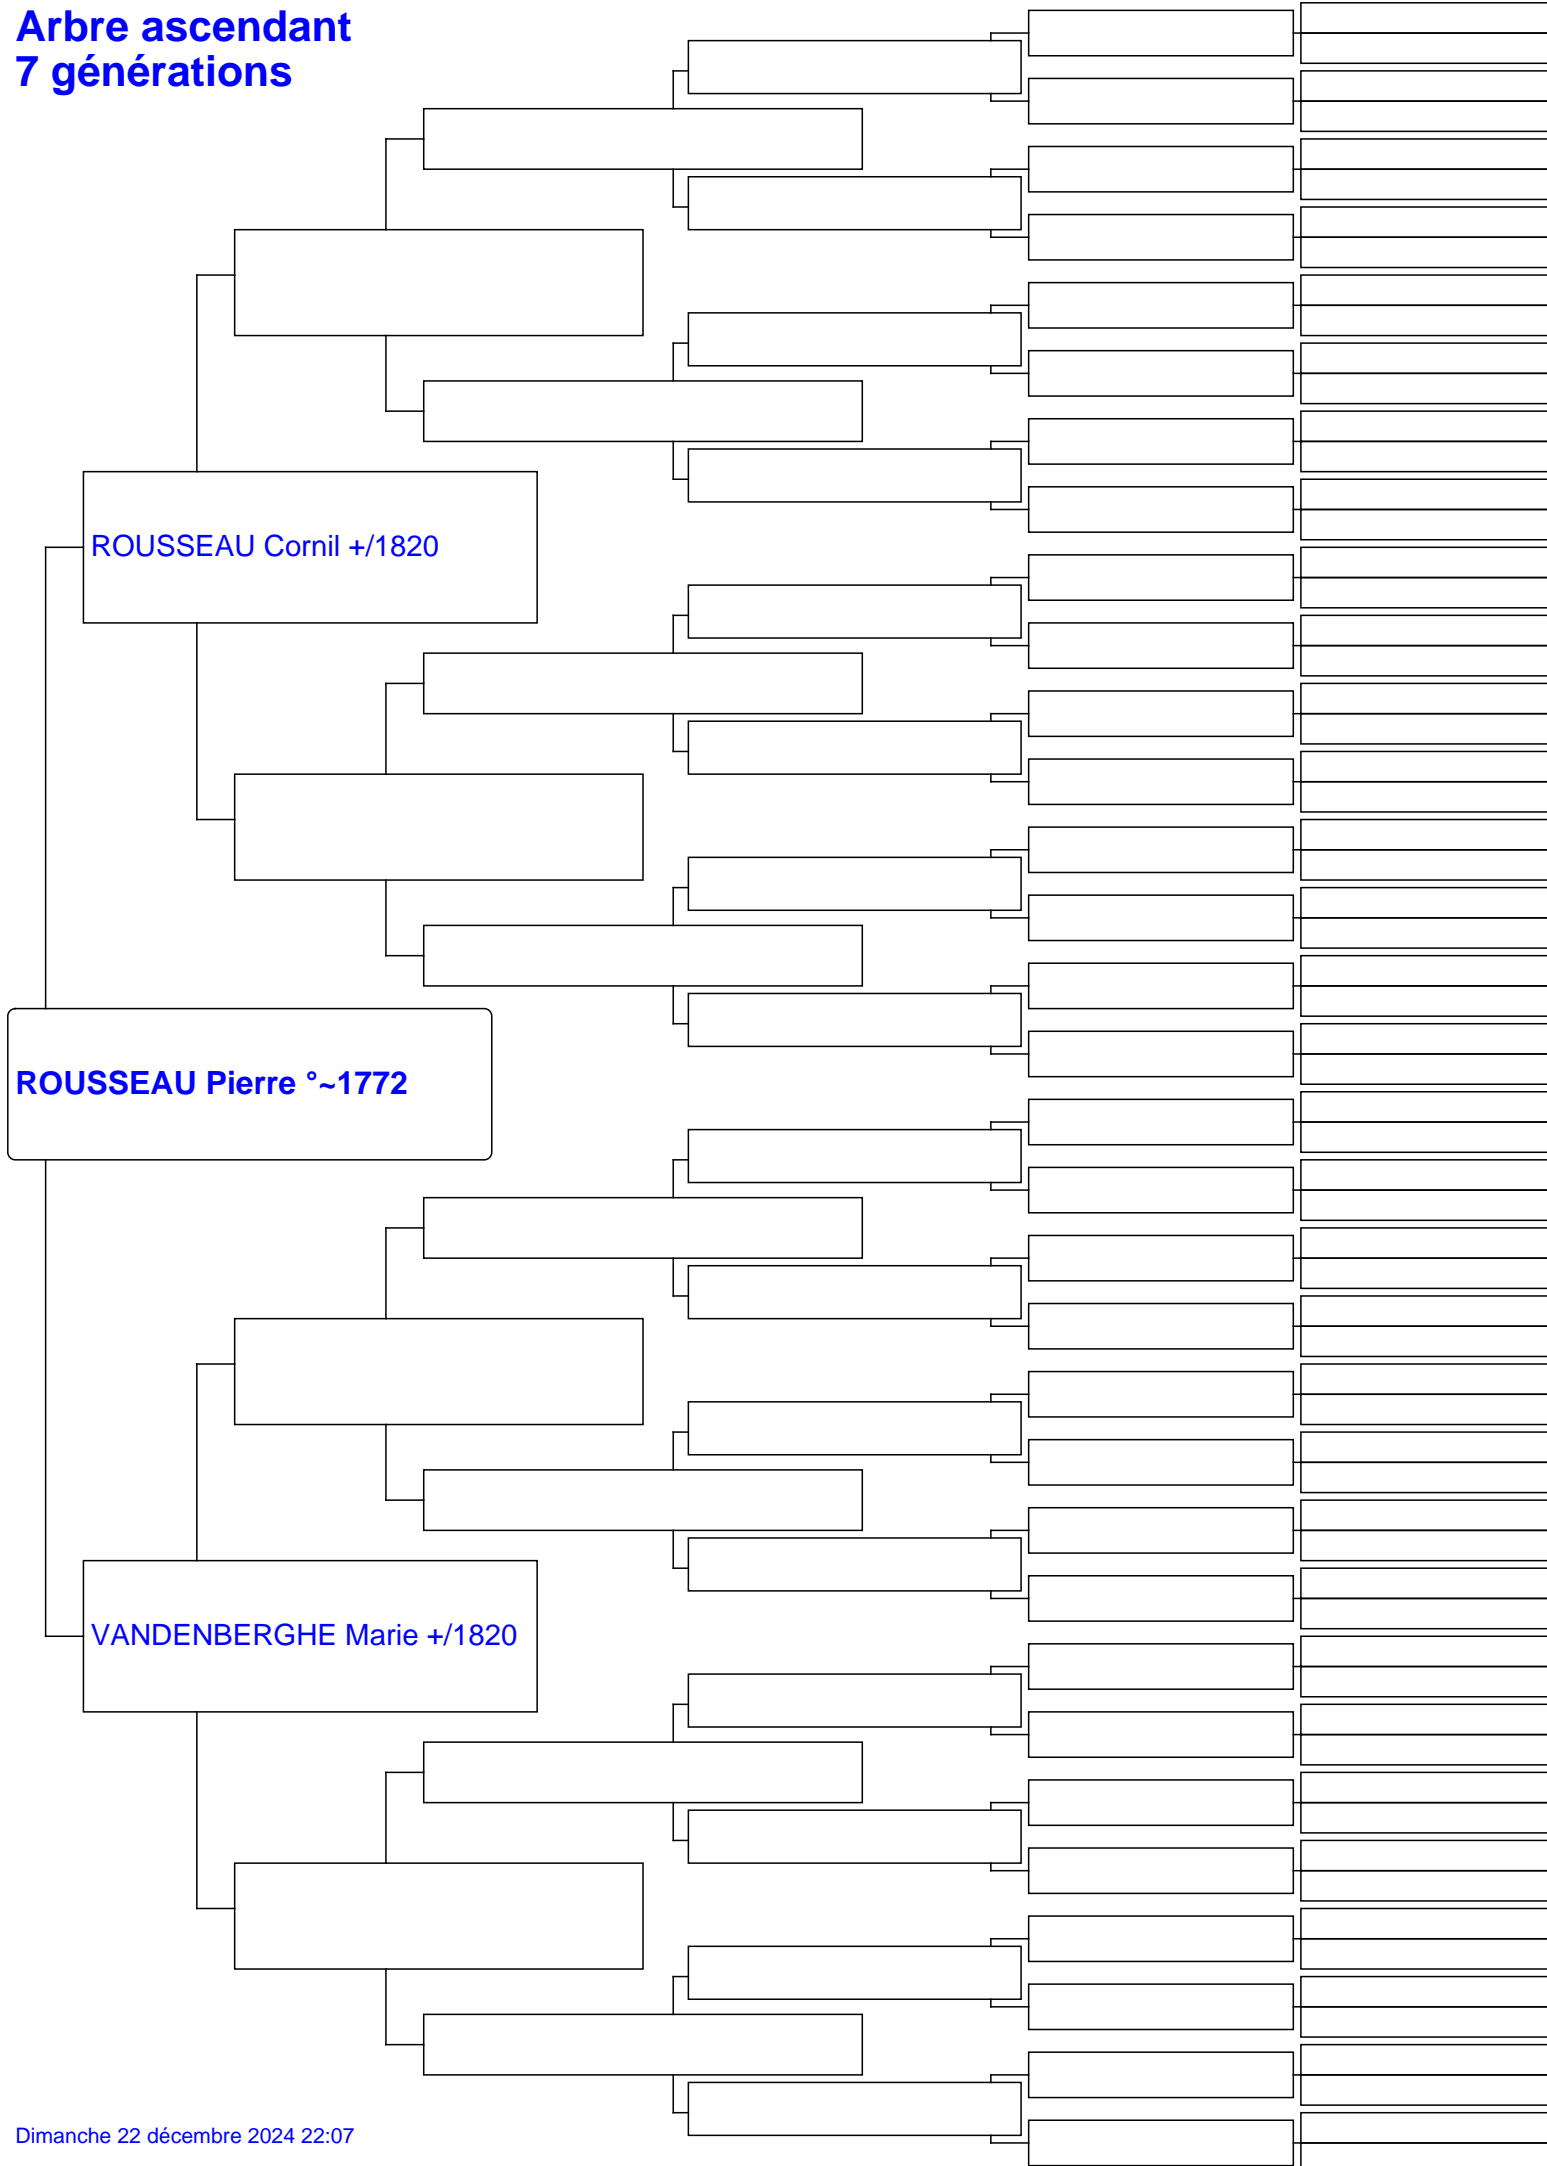 Arbre ascendant
7 générations
ROUSSEAU Cornil +/1820
ROUSSEAU Pierre °~1772
VANDENBERGHE Marie +/1820
Dimanche 22 décembre 2024 22:07